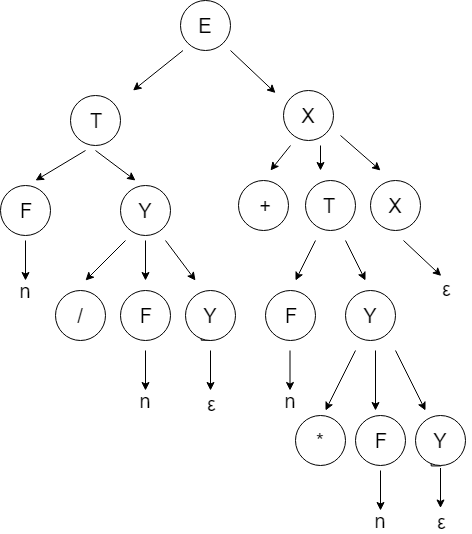 E
T X
F Y + T X
n / F Y F Y ε
n ε n * F Y
n ε